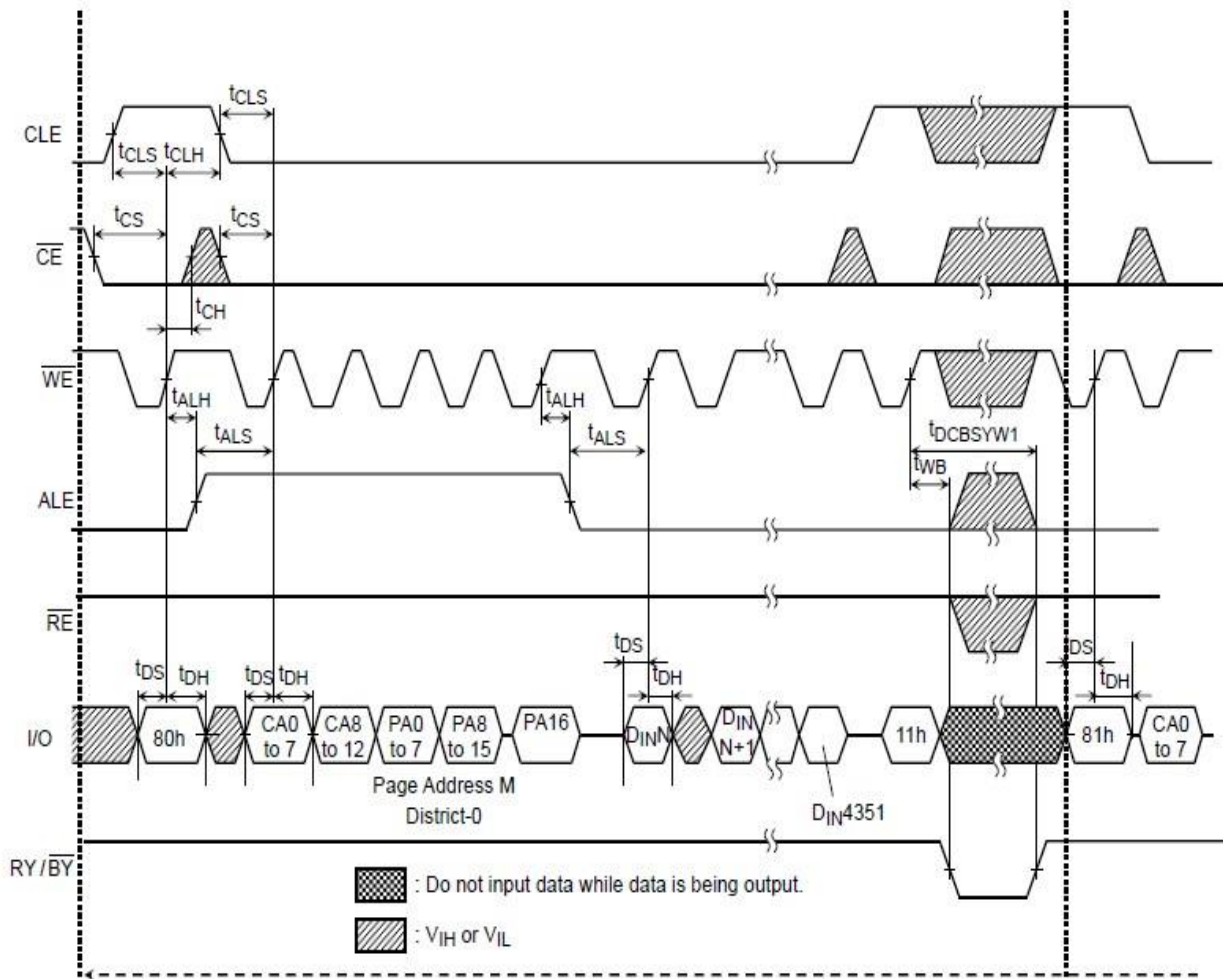 tCLS
CLE
tCLS tCLH
tCS tCS
CE
tCH
WE
tALH tALH
tALS tALS
tDCBSYW1
tWB
ALE
RE
tDS tDH tDS tDH tDS tDH DS tDH
I/O 80h CA0 to 7 CA8 to 12 PA0 to 7 PA8 to 15 PA16 DINN DIN N+1 11h 81h CA0 to 7
Page Address M
District-0
DIN4351
RY / BY
: Do not input data while data is being output.
: VIH or VIL